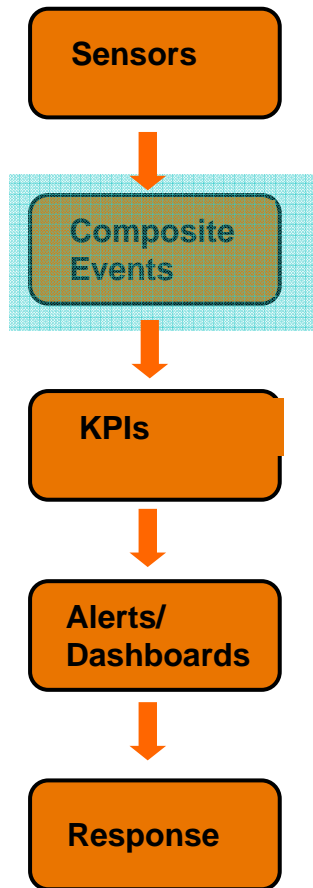 Sensors
Composite
Events
KPIs
Alerts/
Dashboards
Response